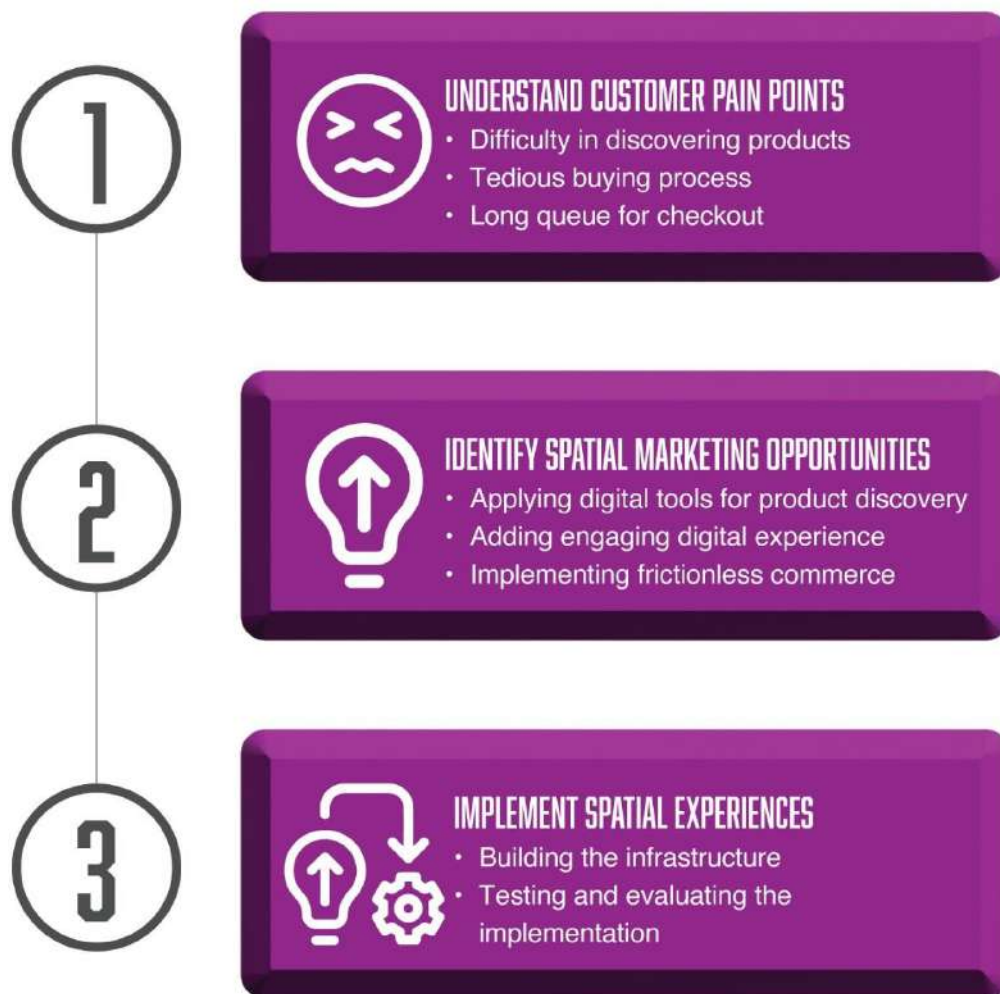 1
UNDERSTAND CUSTOMER PAIN POINTS
• Difficulty in discovering products
• Tedious buying process
• Long queue for checkout
2
IDENTIFY SPATIAL MARKETING OPPORTUNITIES
• Applying digital tools for product discovery
• Adding engaging digital experience
• Implementing frictionless commerce
3
IMPLEMENT SPATIAL EXPERIENCES
• Building the infrastructure
• Testing and evaluating the
implementation